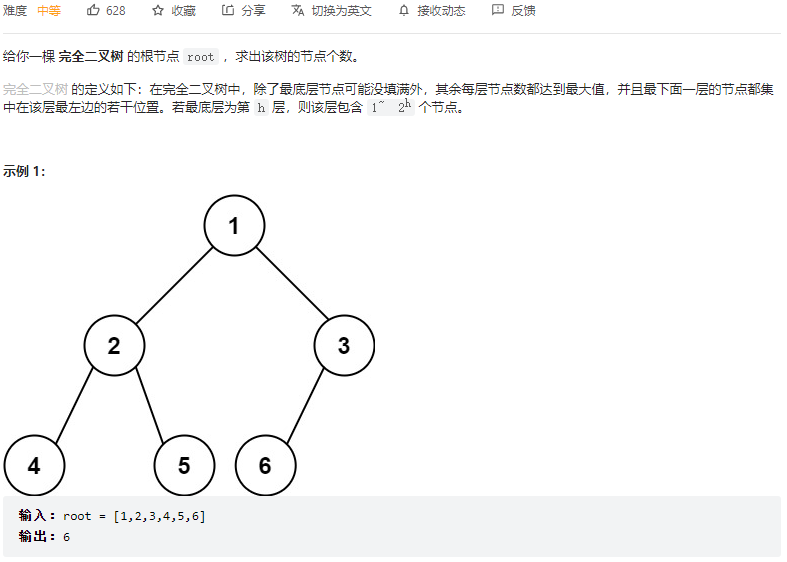 难度 中等 628 收藏 分享 切换为英文 接收动态 反馈
给你一棵 完全二叉树 的根节点 root ，求出该树的节点个数。
完全二叉树 的定义如下：在完全二叉树中，除了最底层节点可能没填满外，其余每层节点数都达到最大值，并且最下面一层的节点都集
中在该层最左边的若干位置。若最底层为第 h 层，则该层包含 1~ 2^h 个节点。
示例 1：
1
2 3
4 5 6
输入：root = [1,2,3,4,5,6]
输出：6